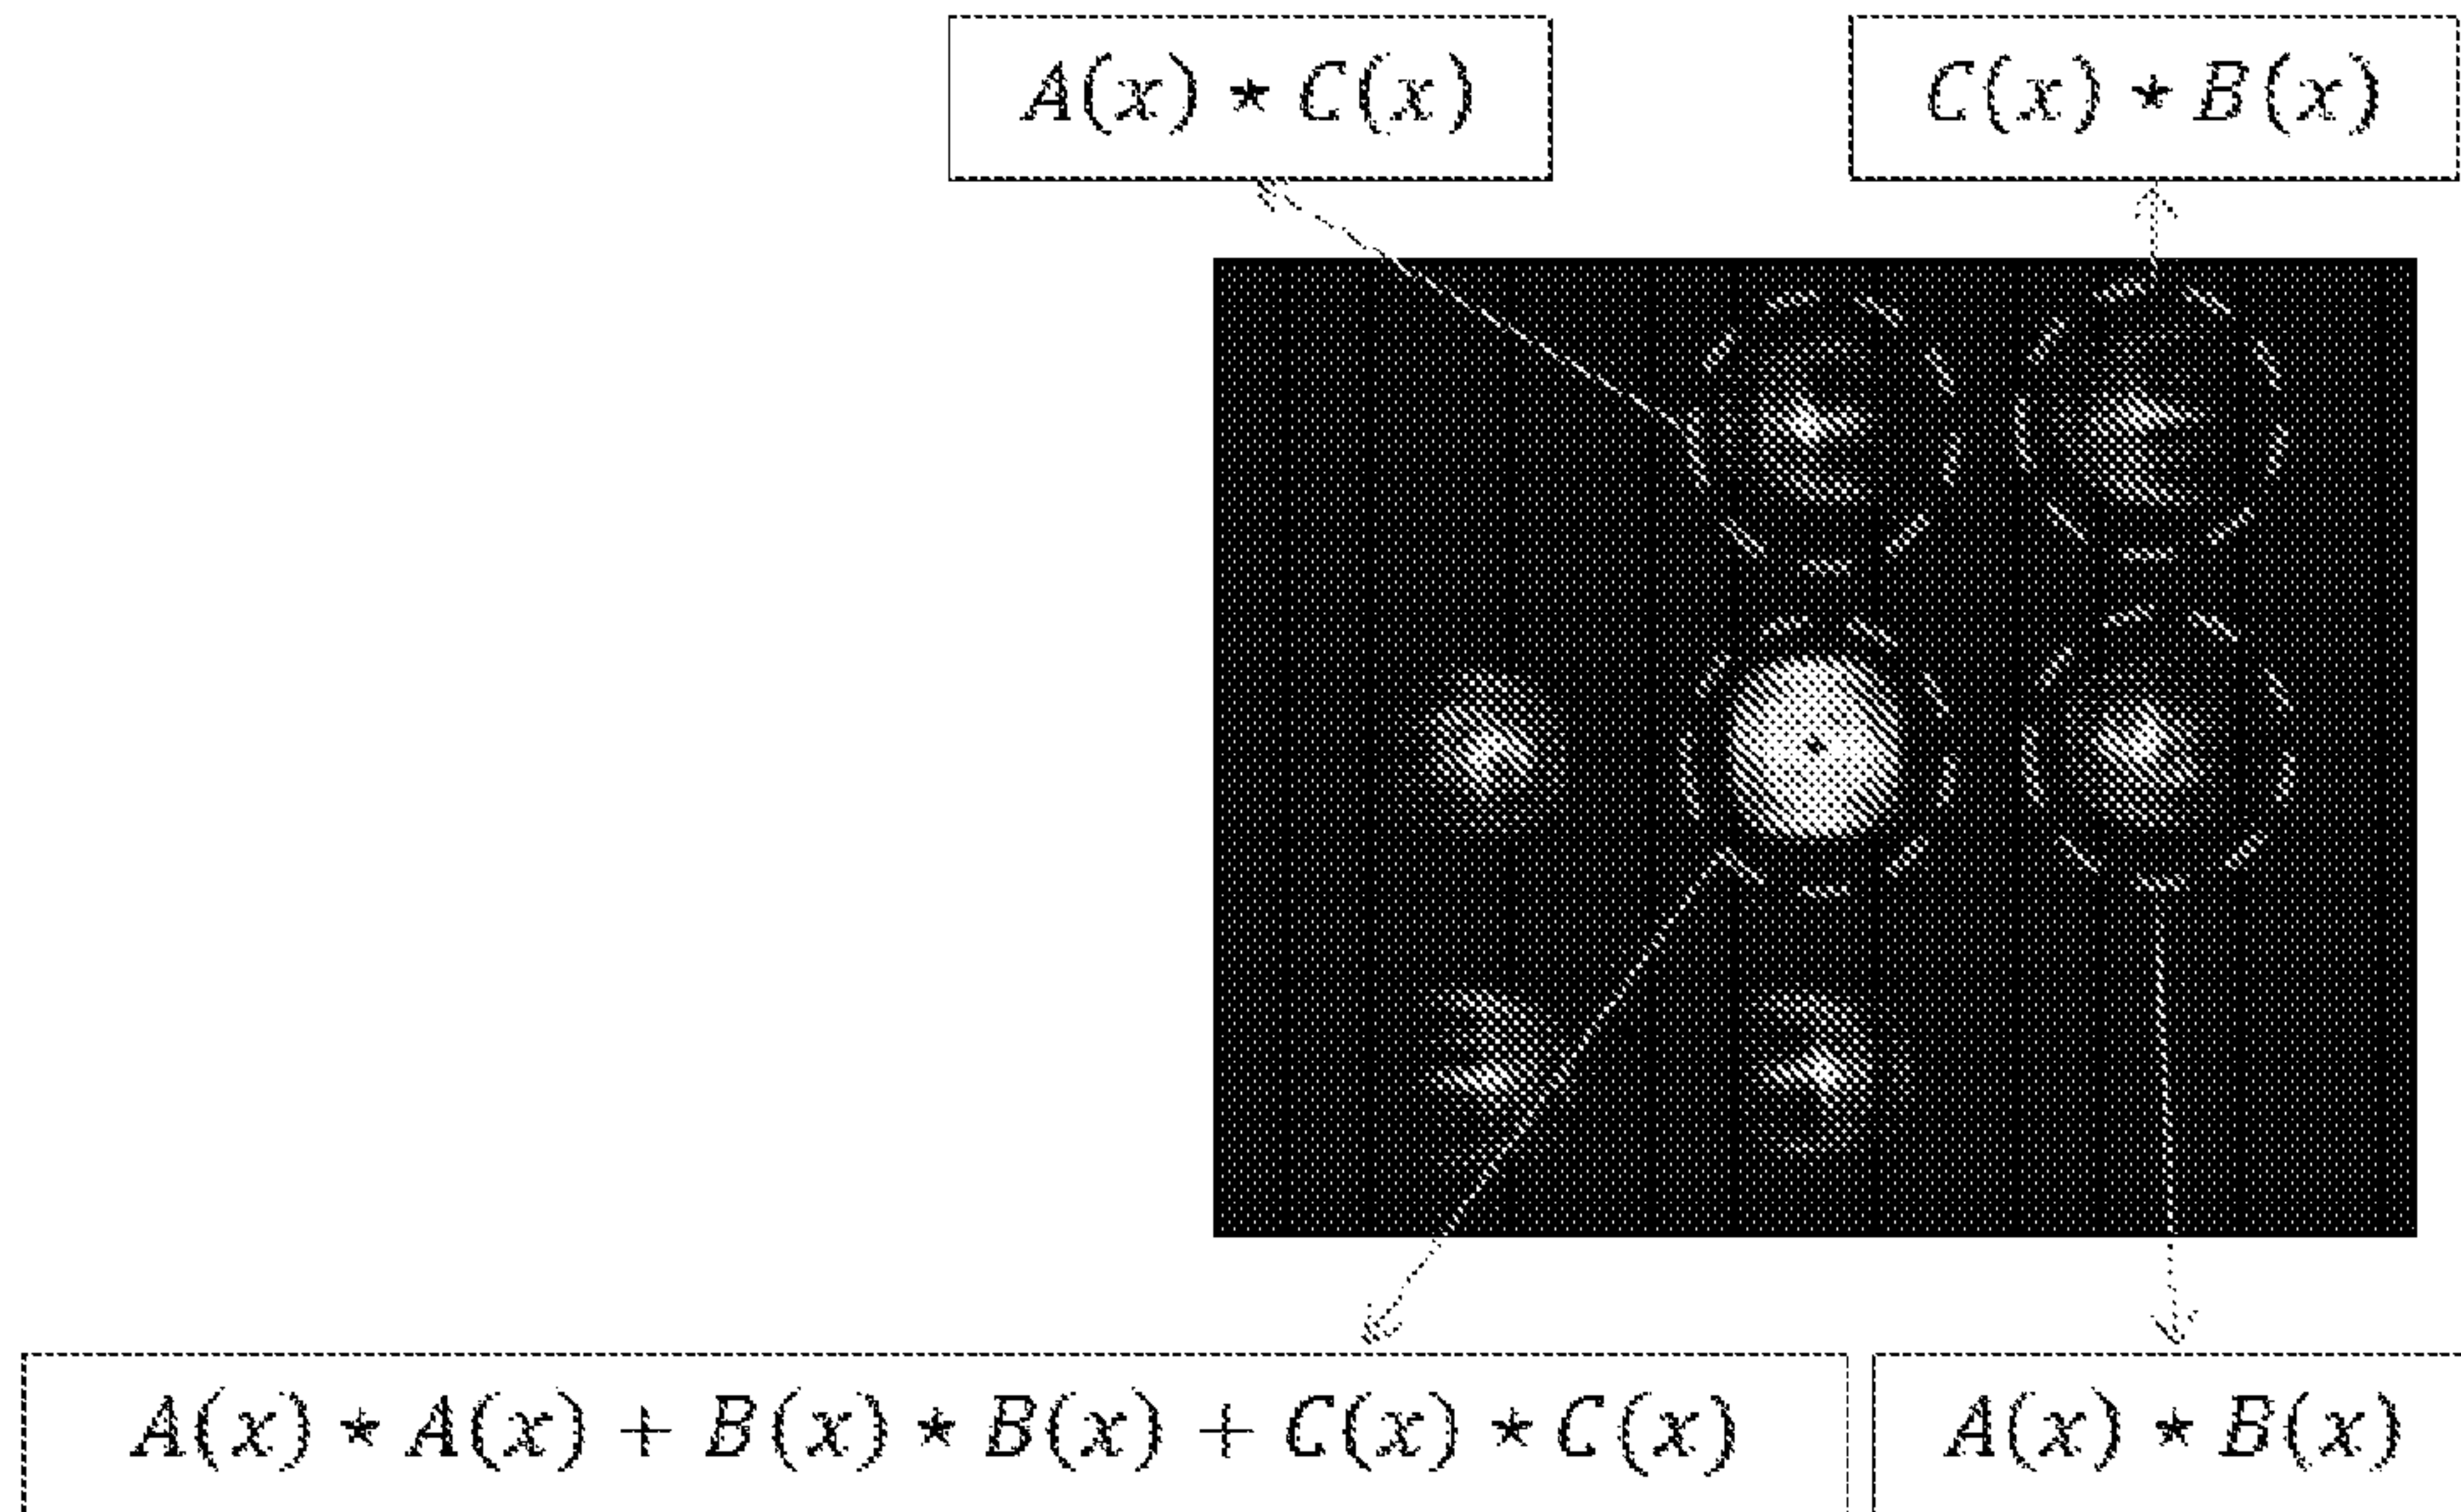 A(x) ⋆ C(x)
C(x) ⋆ B(x)
A(x) ⋆ A(x) + B(x) ⋆ B(x) + C(x) ⋆ C(x)
A(x) ⋆ B(x)